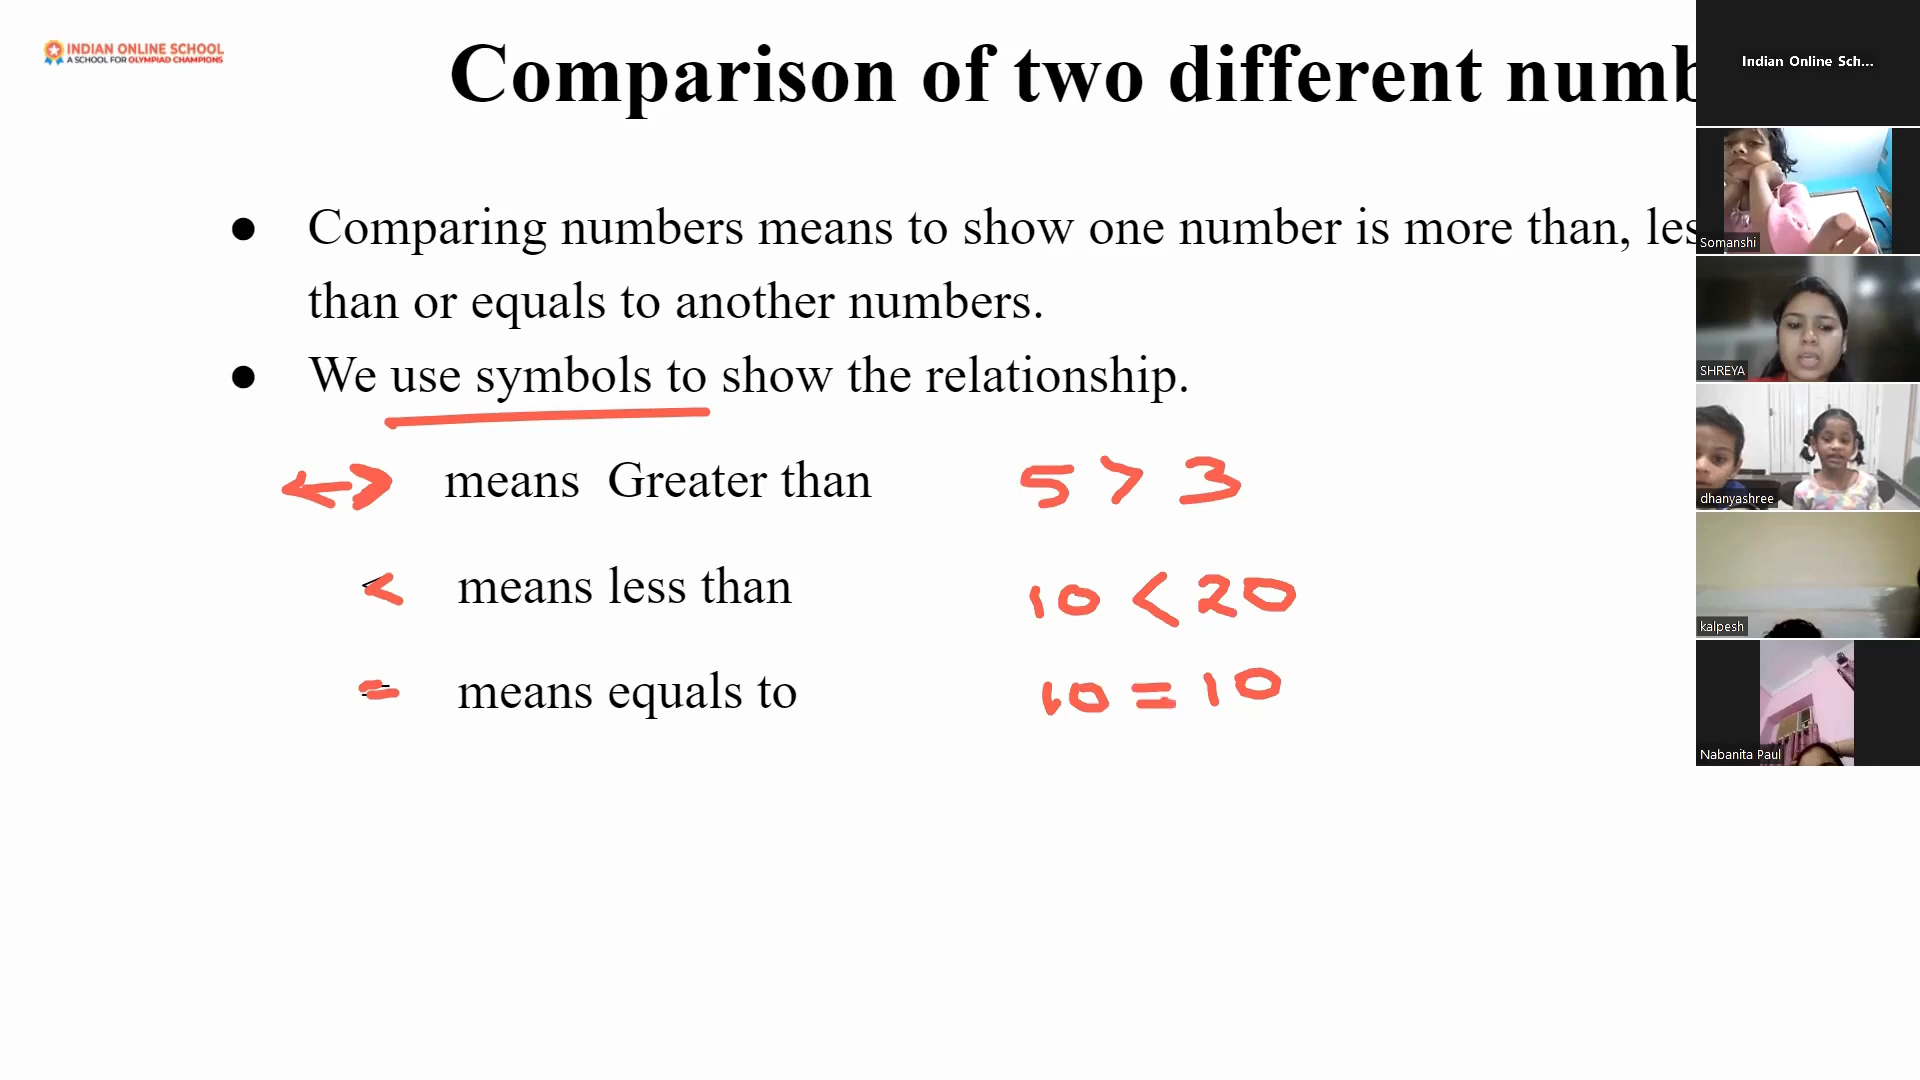 INDIAN ONLINE SCHOOL
A SCHOOL FOR OLYMPIAD CHAMPIONS
Comparison of two different numb
● Comparing numbers means to show one number is more than, les
than or equals to another numbers.
● We use symbols to show the relationship.
> means Greater than 5 > 3
< means less than 10 < 20
= means equals to 10 = 10
Indian Online Sch...
Somanshi
SHREYA
dhanyashree
kalpesh
Nabanita Paul